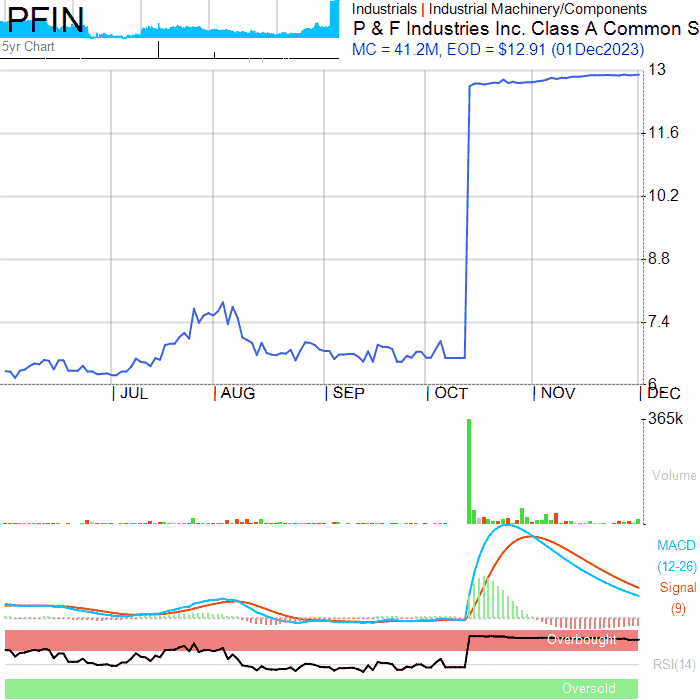 PFIN
5yr Chart
Industrials | Industrial Machinery/Components
P & F Industries Inc. Class A Common S
MC = 41.2M, EOD = $12.91 (01Dec2023)
13
11.6
10.2
8.8
7.4
6
JUL AUG SEP OCT NOV DEC
365k
Volume
MACD
(12-26)
Signal
(9)
Overbought
RSI(14)
Oversold